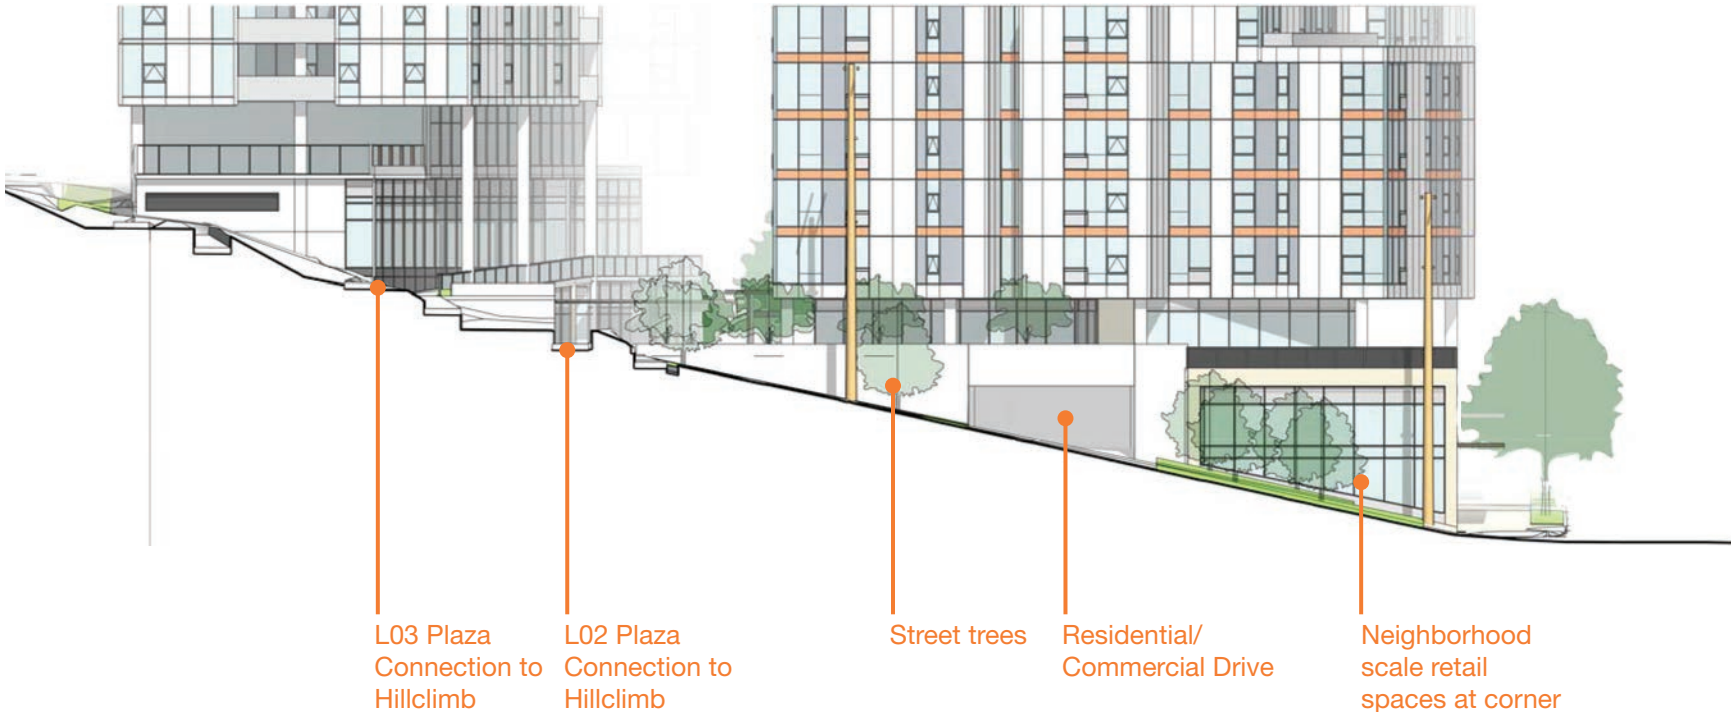 L03 Plaza
Connection to
Hillclimb
L02 Plaza
Connection to
Hillclimb
Street trees
Residential/
Commercial Drive
Neighborhood
scale retail
spaces at corner